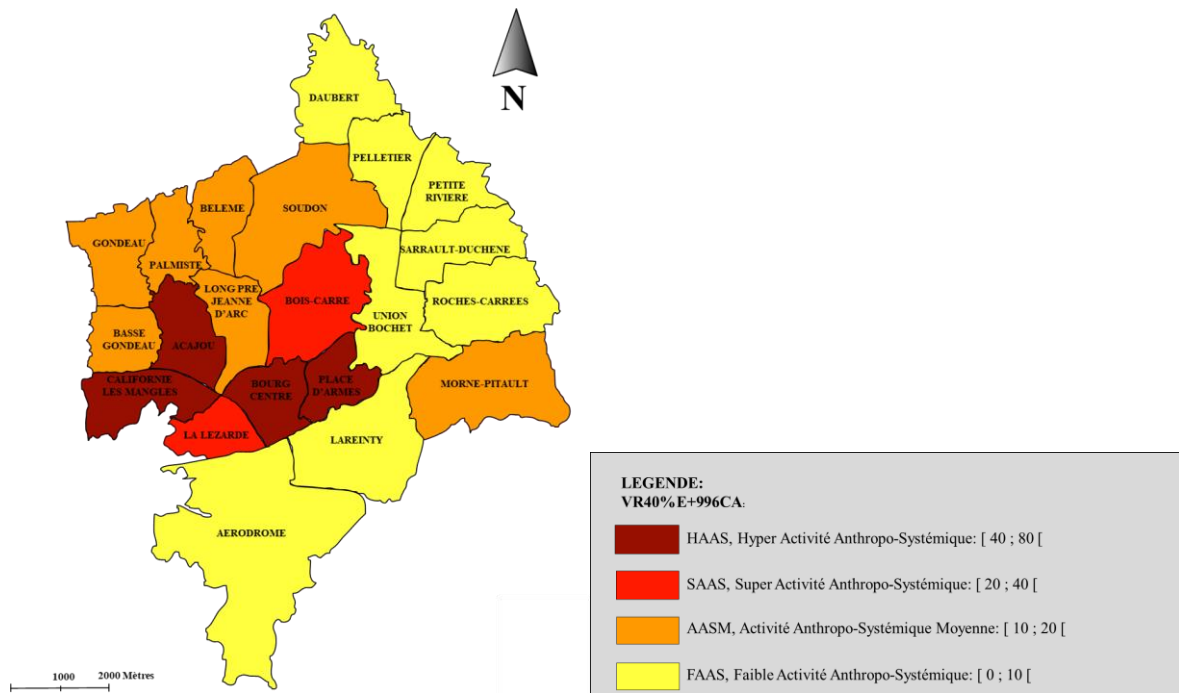 N
DAUBERT
PELLETIER
PETITE
RIVIERE
BELEME
SOUDON
GONDEAU
SARRAULT-DUCHENE
PALMISTE
LONG PRE
JEANNE
D'ARC
BOIS-CARRE
ROCHES-CARREES
UNION
BOCHET
BASSE
GONDEAU
ACAJOU
CALIFORNIE
LES MANGLES
BOURG
CENTRE
PLACE
D'ARMES
MORNE-PITAULT
LA LEZARDE
LAREINTY
AERODROME
1000
2000 Mètres
LEGENDE:
VR40%E+996CA:
HAAS, Hyper Activité Anthropo-Systémique: [ 40 ; 80 [
SAAS, Super Activité Anthropo-Systémique: [ 20 ; 40 [
AASM, Activité Anthropo-Systémique Moyenne: [ 10 ; 20 [
FAAS, Faible Activité Anthropo-Systémique: [ 0 ; 10 [